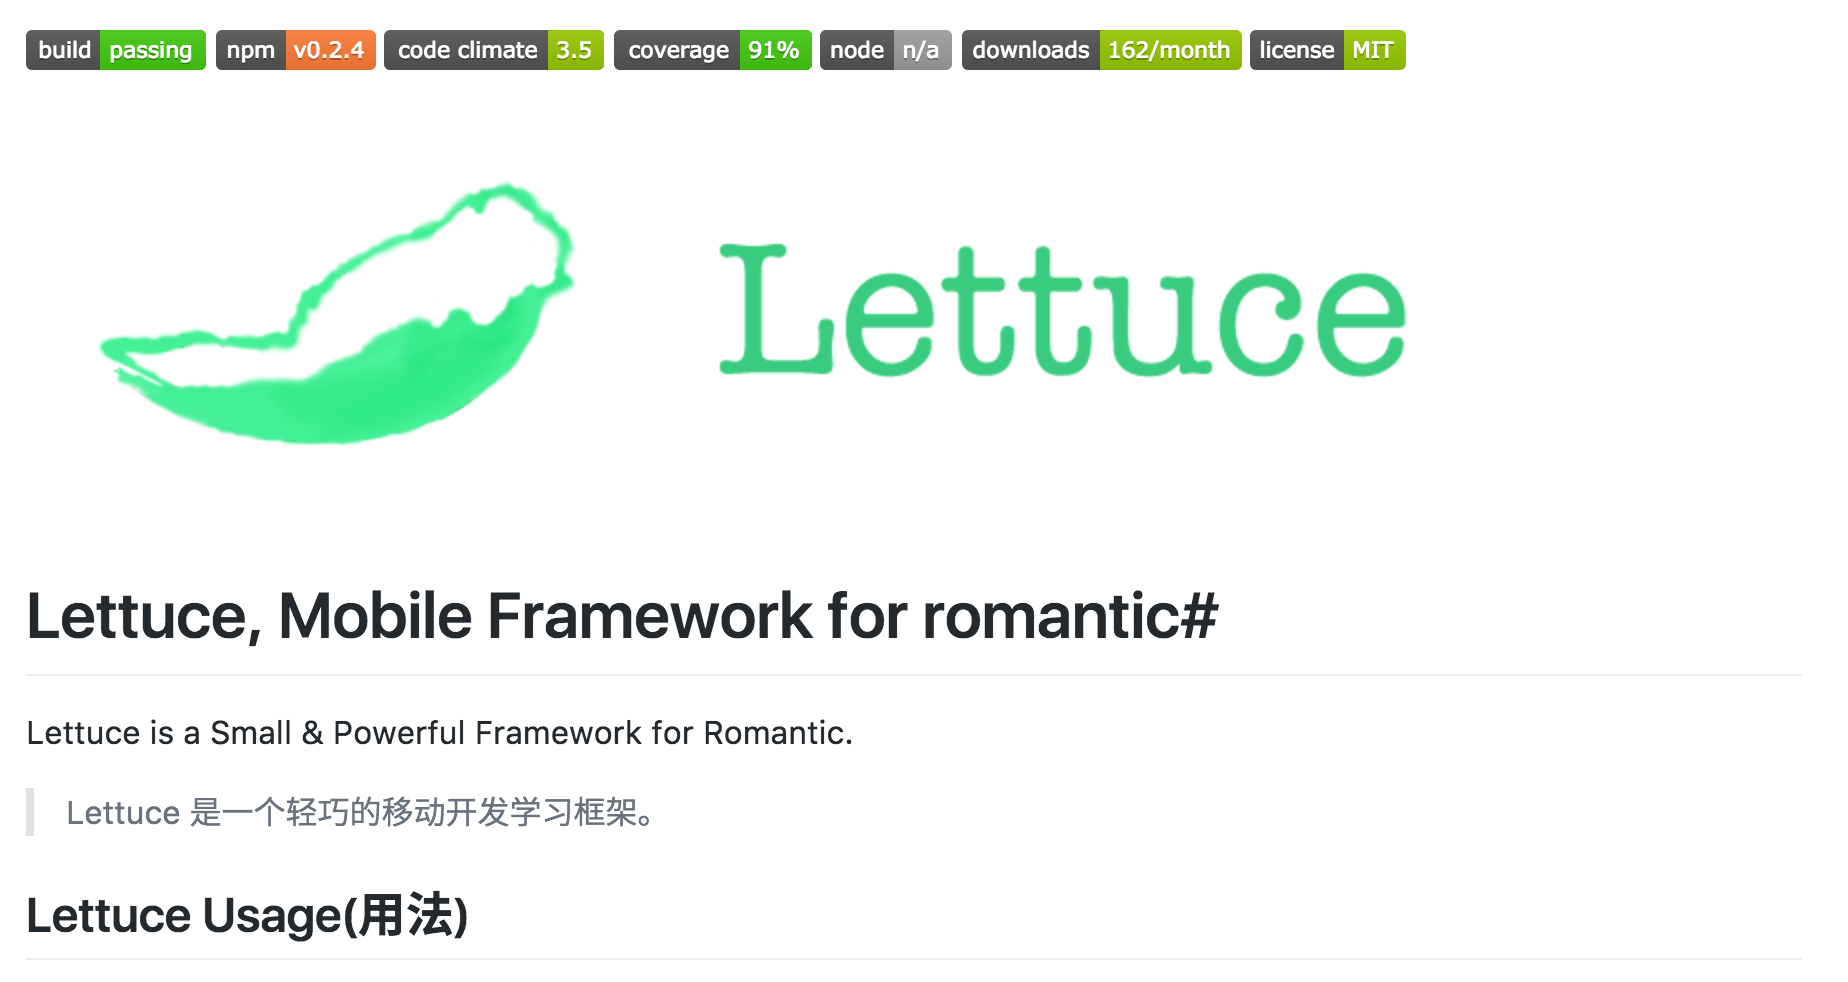 build passing npm v0.2.4 code climate 3.5 coverage 91% node n/a downloads 162/month license MIT
Lettuce
Lettuce, Mobile Framework for romantic#
Lettuce is a Small & Powerful Framework for Romantic.
Lettuce 是一个轻巧的移动开发学习框架。
Lettuce Usage(用法)